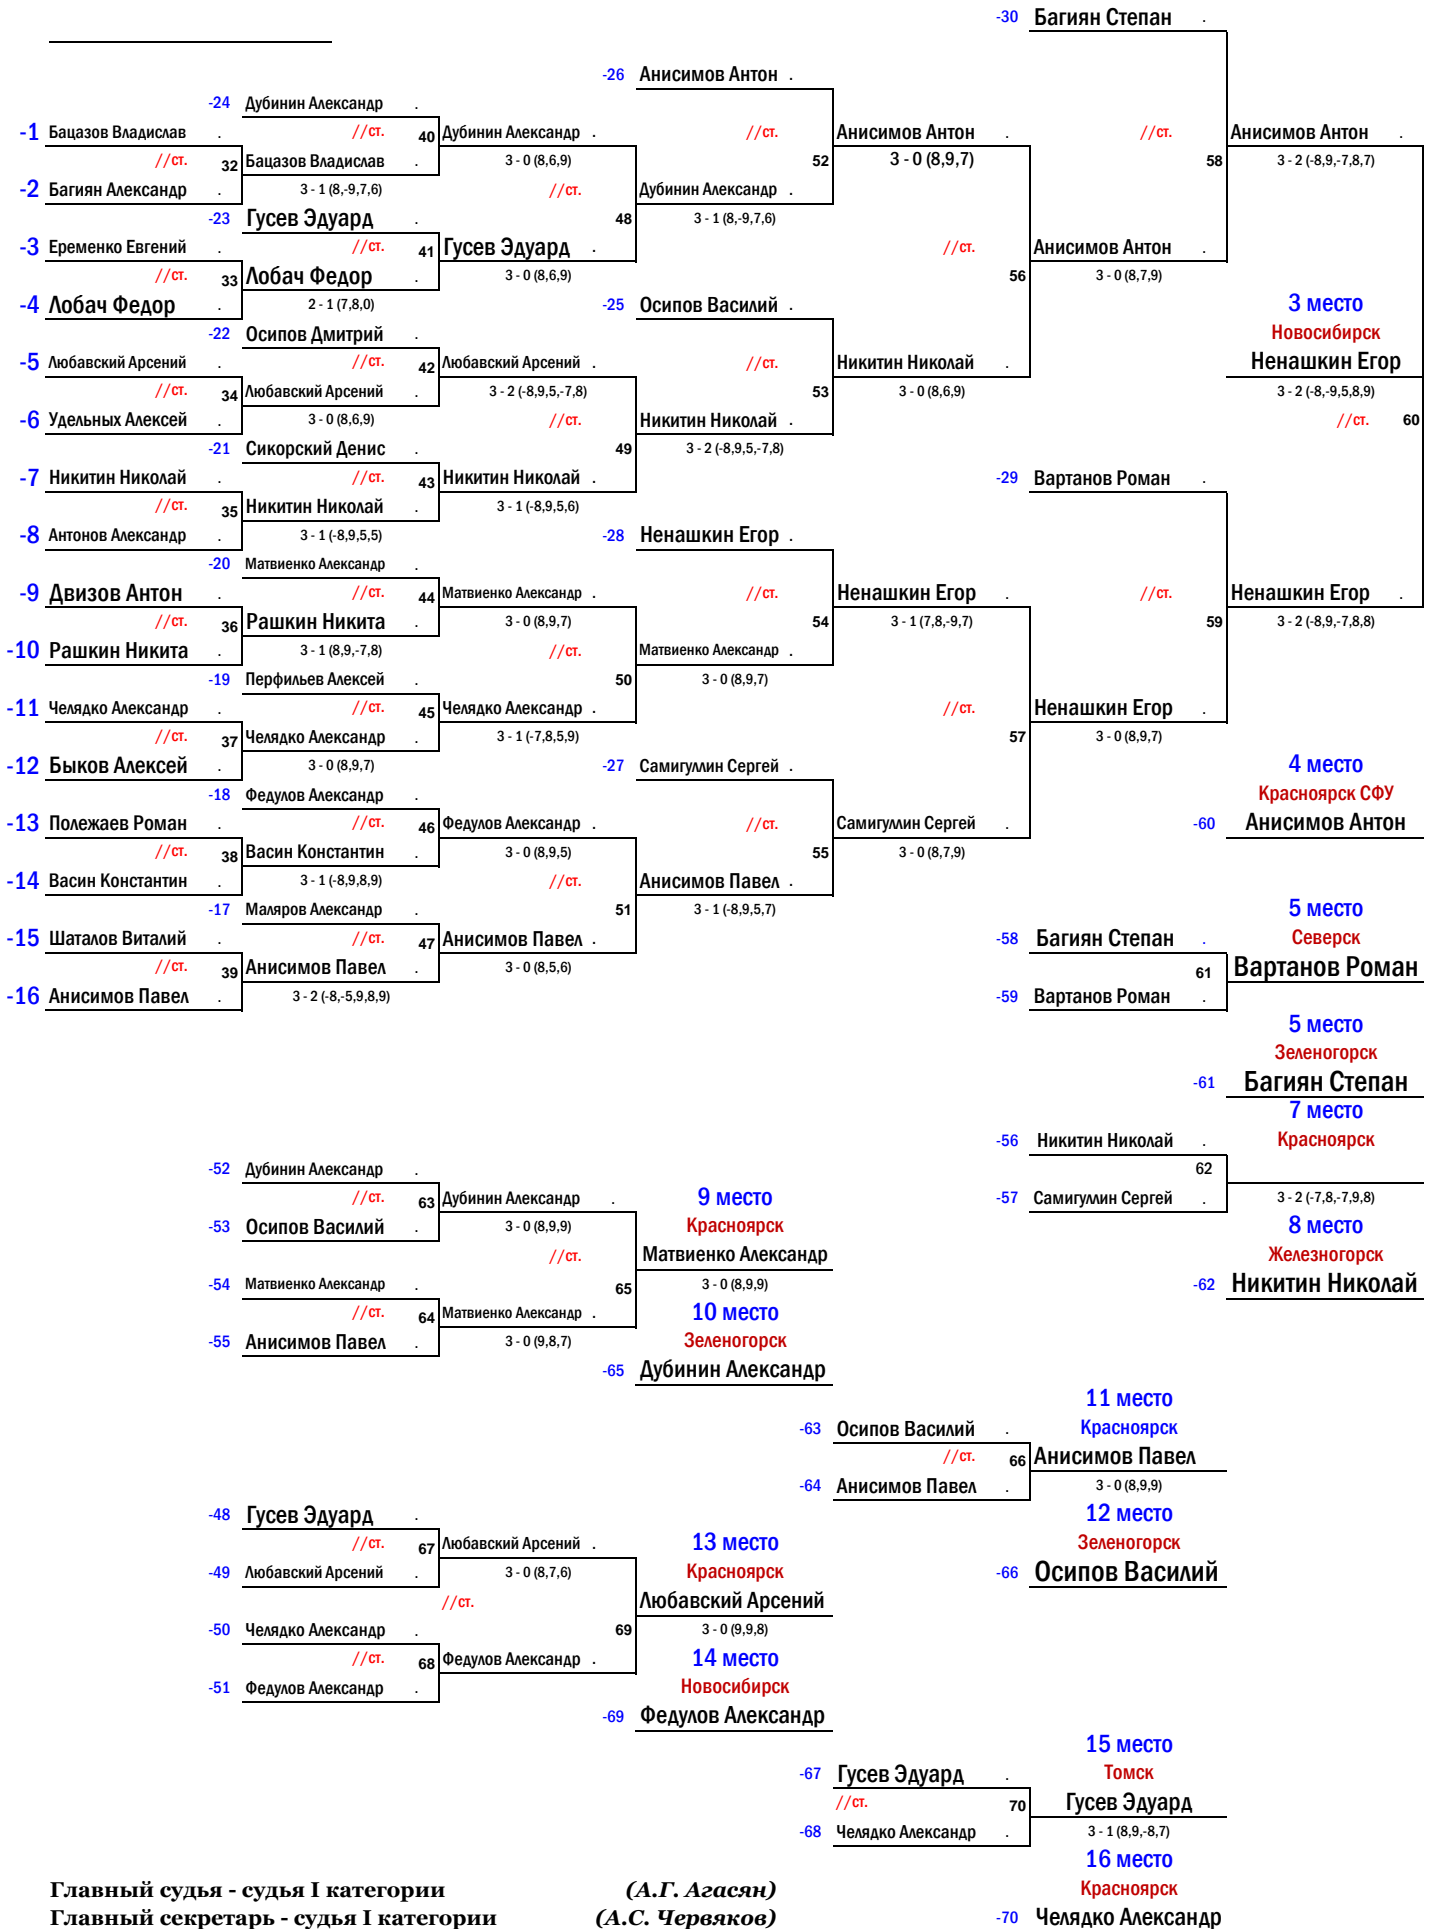 -30 Багиян Степан .
-26 Анисимов Антон .
-24 Дубинин Александр .
-1 Бацазов Владислав . //ст. 40 Дубинин Александр . //ст. Анисимов Антон . //ст. Анисимов Антон .
//ст. 32 Бацазов Владислав . 3 - 0 (8,6,9) 52 3 - 0 (8,9,7) 58 3 - 2 (-8,9,-7,8,7)
-2 Багиян Александр . 3 - 1 (8,-9,7,6) //ст. Дубинин Александр .
-23 Гусев Эдуард . 48 3 - 1 (8,-9,7,6)
-3 Еременко Евгений . //ст. 41 Гусев Эдуард . //ст. Анисимов Антон .
//ст. 33 Лобач Федор . 3 - 0 (8,6,9) 56 3 - 0 (8,7,9)
-4 Лобач Федор . 2 - 1 (7,8,0) -25 Осипов Василий . 3 место
-22 Осипов Дмитрий . Новосибирск
-5 Любавский Арсений . //ст. 42 Любавский Арсений . //ст. Никитин Николай . Ненашкин Егор
//ст. 34 Любавский Арсений . 3 - 2 (-8,9,5,-7,8) 53 3 - 0 (8,6,9) 3 - 2 (-8,-9,5,8,9)
-6 Удельных Алексей . 3 - 0 (8,6,9) //ст. Никитин Николай . //ст. 60
-21 Сикорский Денис . 49 3 - 2 (-8,9,5,-7,8)
-7 Никитин Николай . //ст. 43 Никитин Николай . -29 Вартанов Роман .
//ст. 35 Никитин Николай . 3 - 1 (-8,9,5,6)
-8 Антонов Александр . 3 - 1 (-8,9,5,5) -28 Ненашкин Егор .
-20 Матвиенко Александр .
-9 Двизов Антон . //ст. 44 Матвиенко Александр . //ст. Ненашкин Егор . //ст. Ненашкин Егор .
//ст. 36 Рашкин Никита . 3 - 0 (8,9,7) 54 3 - 1 (7,8,-9,7) 59 3 - 2 (-8,9,-7,8,8)
-10 Рашкин Никита . 3 - 1 (8,9,-7,8) //ст. Матвиенко Александр .
-19 Перфильев Алексей . 50 3 - 0 (8,9,7)
-11 Челядко Александр . //ст. 45 Челядко Александр . //ст. Ненашкин Егор .
//ст. 37 Челядко Александр . 3 - 1 (-7,8,5,9) 57 3 - 0 (8,9,7)
-12 Быков Алексей . 3 - 0 (8,9,7) -27 Самигуллин Сергей . 4 место
-18 Федулов Александр . Красноярск СФУ
-13 Полежаев Роман . //ст. 46 Федулов Александр . //ст. Самигуллин Сергей . -60 Анисимов Антон
//ст. 38 Васин Константин . 3 - 0 (8,9,5) 55 3 - 0 (8,7,9)
-14 Васин Константин . 3 - 1 (-8,9,8,9) //ст. Анисимов Павел .
-17 Маляров Александр . 51 3 - 1 (-8,9,5,7) 5 место
-15 Шаталов Виталий . //ст. 47 Анисимов Павел . -58 Багиян Степан . Северск
//ст. 39 Анисимов Павел . 3 - 0 (8,5,6) 61 Вартанов Роман
-16 Анисимов Павел . 3 - 2 (-8,-5,9,8,9) -59 Вартанов Роман .
5 место
Зеленогорск
-61 Багиян Степан
7 место
-56 Никитин Николай . Красноярск
-52 Дубинин Александр . 62
//ст. 63 Дубинин Александр . 9 место -57 Самигуллин Сергей . 3 - 2 (-7,8,-7,9,8)
-53 Осипов Василий . 3 - 0 (8,9,9) Красноярск 8 место
//ст. Матвиенко Александр Железногорск
-54 Матвиенко Александр . 65 3 - 0 (8,9,9) -62 Никитин Николай
//ст. 64 Матвиенко Александр . 10 место
-55 Анисимов Павел . 3 - 0 (9,8,7) Зеленогорск
-65 Дубинин Александр
11 место
-63 Осипов Василий . Красноярск
//ст. 66 Анисимов Павел
-64 Анисимов Павел . 3 - 0 (8,9,9)
-48 Гусев Эдуард . 12 место
//ст. 67 Любавский Арсений . 13 место Зеленогорск
-49 Любавский Арсений . 3 - 0 (8,7,6) Красноярск -66 Осипов Василий
//ст. Любавский Арсений
-50 Челядко Александр . 69 3 - 0 (9,9,8)
//ст. 68 Федулов Александр . 14 место
-51 Федулов Александр . Новосибирск
-69 Федулов Александр
15 место
-67 Гусев Эдуард . Томск
//ст. 70 Гусев Эдуард
-68 Челядко Александр . 3 - 1 (8,9,-8,7)
16 место
Главный судья - судья I категории (А.Г. Агасян) Красноярск
Главный секретарь - судья I категории (А.С. Червяков) -70 Челядко Александр